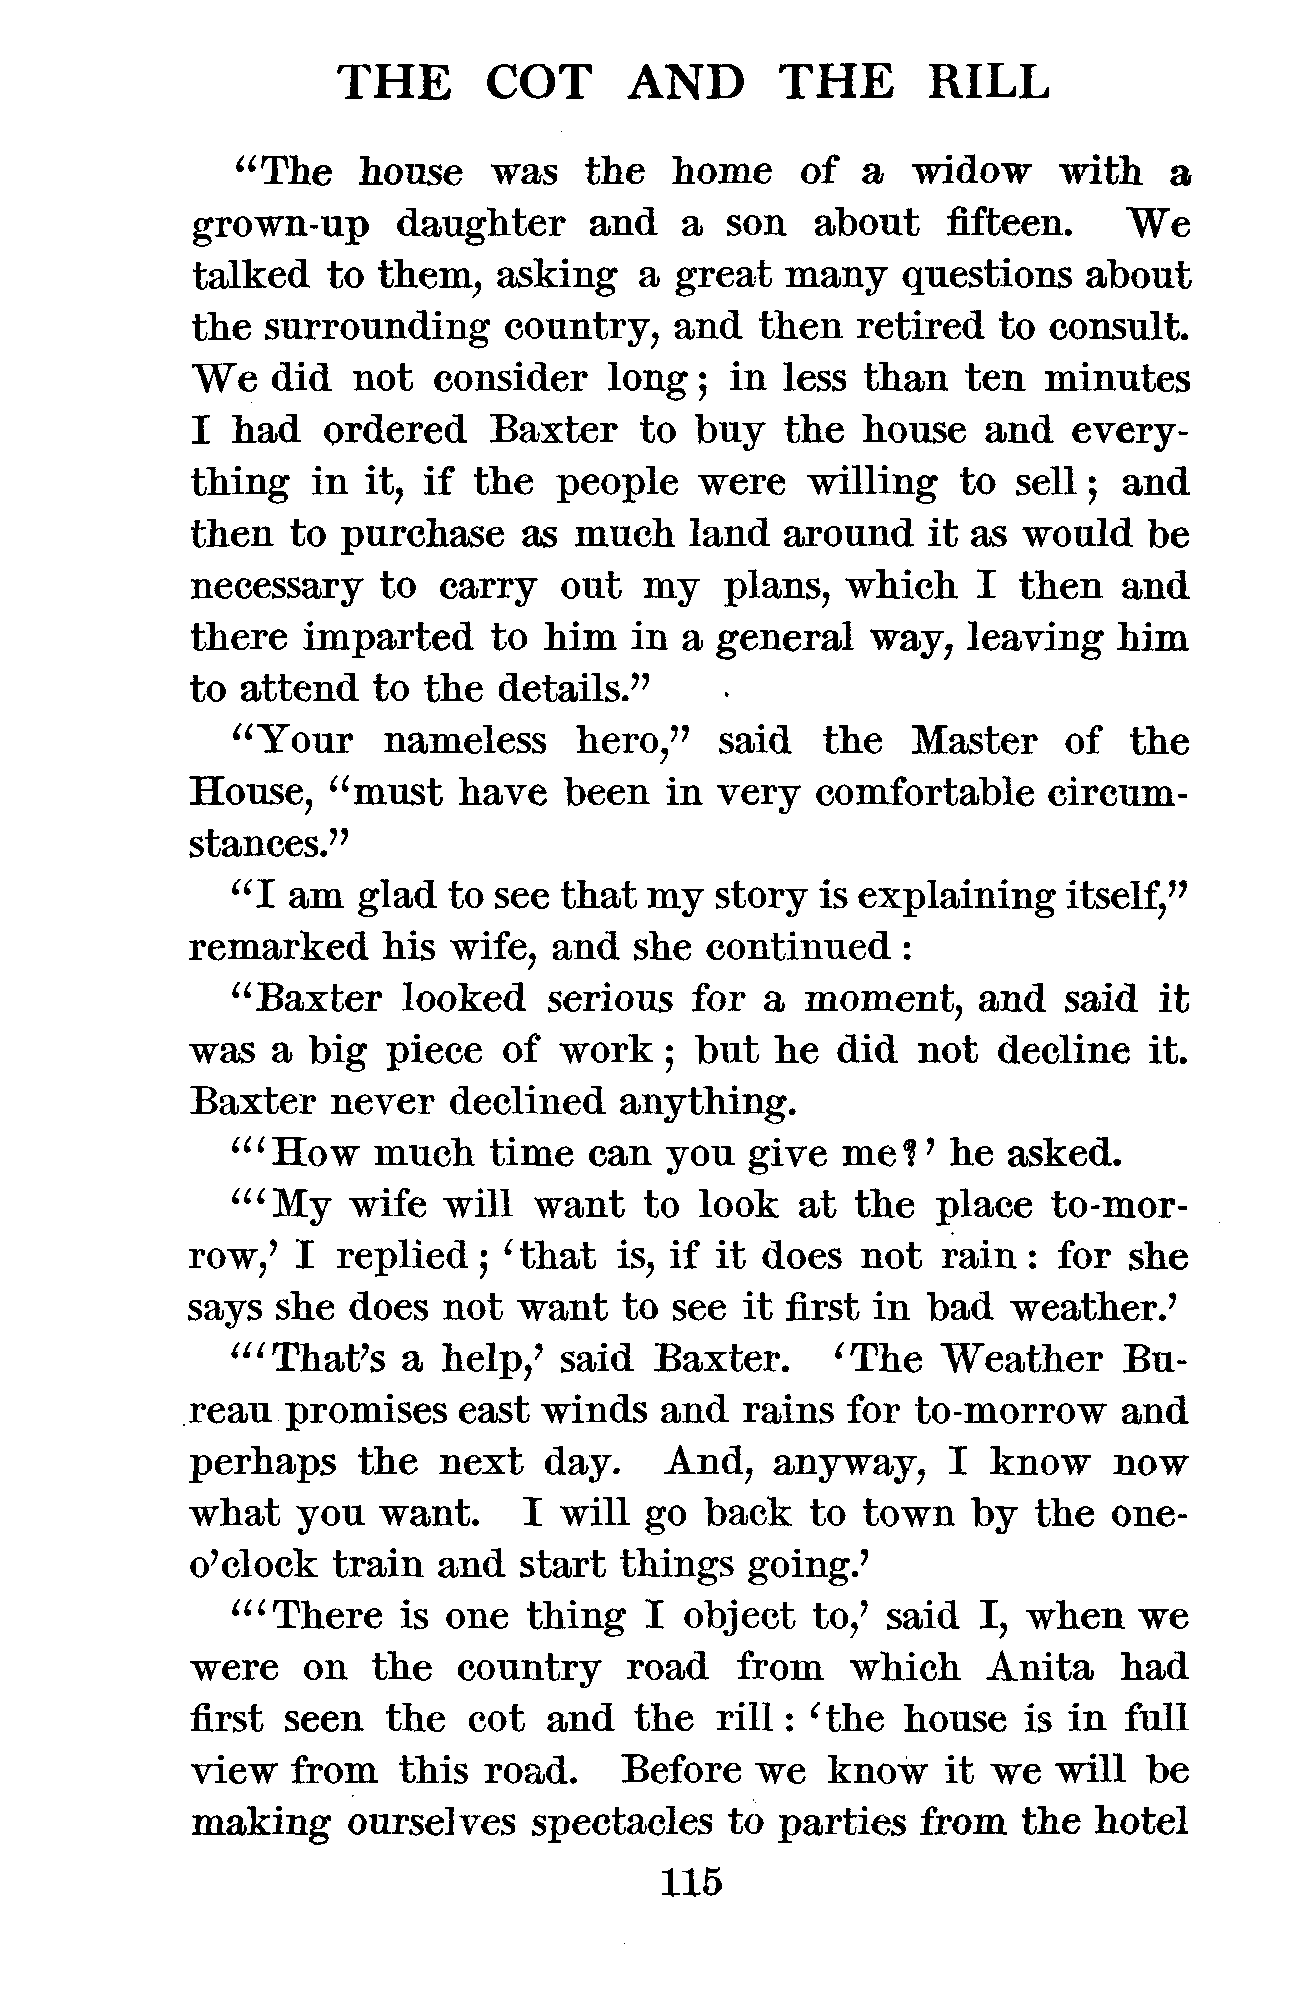 THE COT AND THE RILL
“The house was the home of a widow with a
grown-up daughter and a son about fifteen. We
talked to them, asking a great many questions about
the surrounding country, and then retired to consult.
We did not consider long; in less than ten minutes
I had ordered Baxter to buy the house and every-
thing in it, if the people were willing to sell; and
then to purchase as much land around it as would be
necessary to carry out my plans, which I then and
there imparted to him in a general way, leaving him
to attend to the details.”
“Your nameless hero,” said the Master of the
House, “must have been in very comfortable circum-
stances.”
“I am glad to see that my story is explaining itself,”
remarked his wife, and she continued:
“Baxter looked serious for a moment, and said it
was a big piece of work; but he did not decline it.
Baxter never declined anything.
“‘How much time can you give me?’ he asked.
“‘My wife will want to look at the place to-mor-
row,’ I replied; ‘that is, if it does not rain: for she
says she does not want to see it first in bad weather.’
“‘That’s a help,’ said Baxter. ‘The Weather Bu-
reau promises east winds and rains for to-morrow and
perhaps the next day. And, anyway, I know now
what you want. I will go back to town by the one-
o’clock train and start things going.’
“‘There is one thing I object to,’ said I, when we
were on the country road from which Anita had
first seen the cot and the rill: ‘the house is in full
view from this road. Before we know it we will be
making ourselves spectacles to parties from the hotel
115